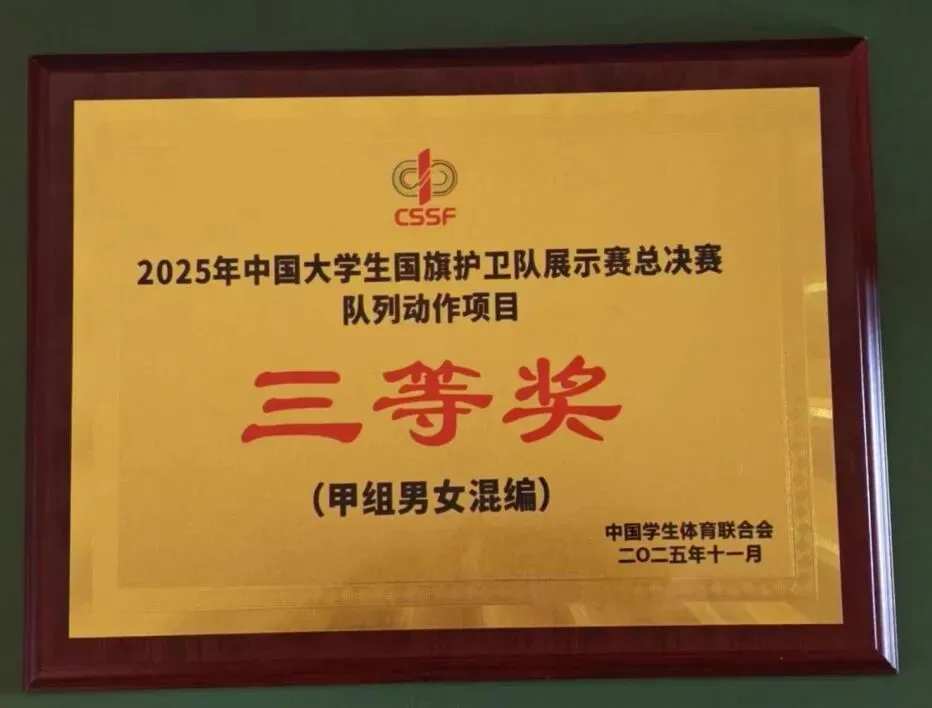 CSSF
2025年中国大学生国旗护卫队展示赛总决赛
队列动作项目
三等奖
(甲组男女混编)
中国学生体育联合会
二〇二五年十一月